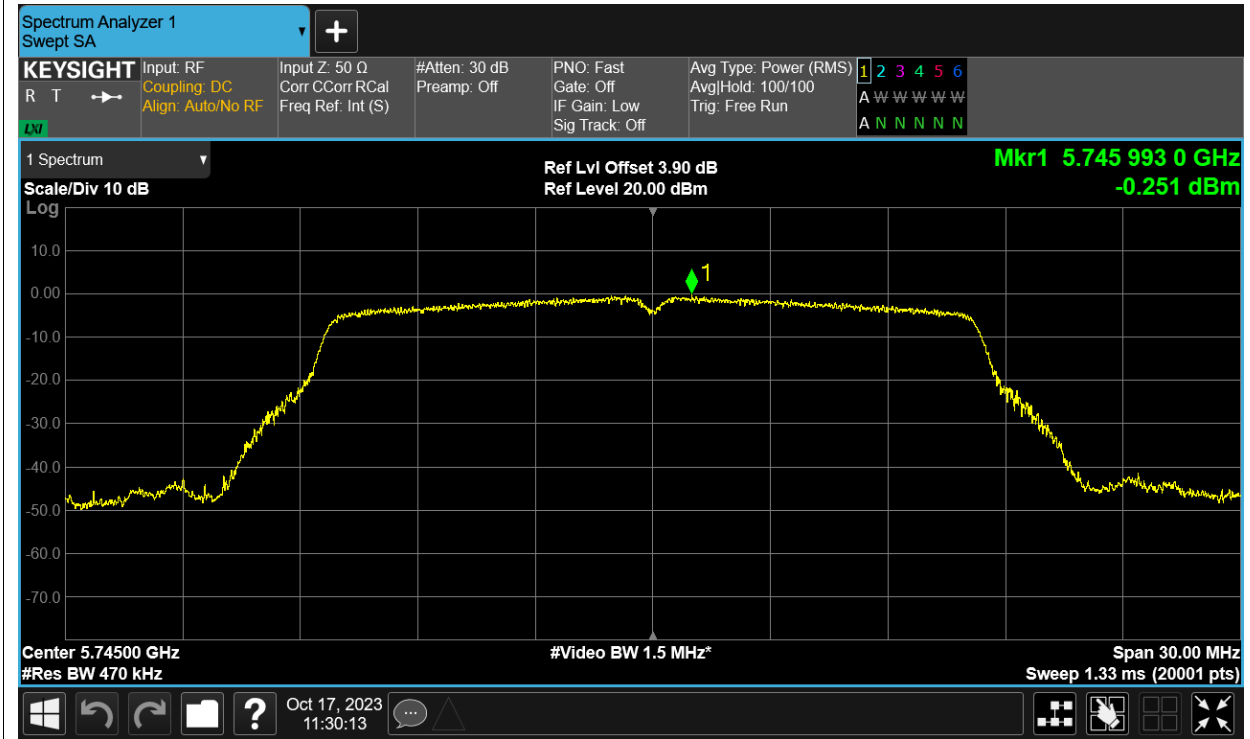 Spectrum Analyzer 1
Swept SA
+
KEYSIGHT
R T
LXI
Input: RF
Coupling: DC
Align: Auto/No RF
Input Z: 50 Ω
Corr CCorr RCal
Freq Ref: Int (S)
#Atten: 30 dB
Preamp: Off
PNO: Fast
Gate: Off
IF Gain: Low
Sig Track: Off
Avg Type: Power (RMS)
Avg|Hold: 100/100
Trig: Free Run
1 2 3 4 5 6
A W W W W W
A N N N N N
1 Spectrum
Scale/Div 10 dB
Log
Ref Lvl Offset 3.90 dB
Ref Level 20.00 dBm
Mkr1 5.745 993 0 GHz
-0.251 dBm
10.0
0.00
-10.0
-20.0
-30.0
-40.0
-50.0
-60.0
-70.0
1
Center 5.74500 GHz
#Res BW 470 kHz
#Video BW 1.5 MHz*
Span 30.00 MHz
Sweep 1.33 ms (20001 pts)
?
Oct 17, 2023
11:30:13